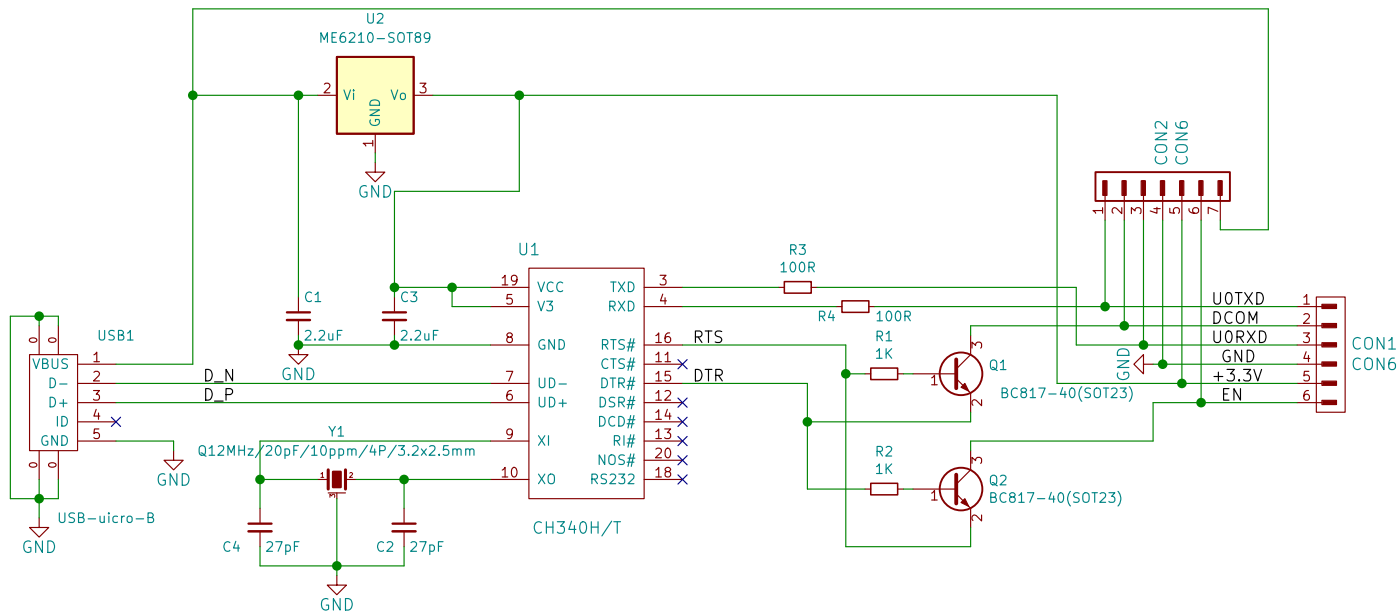 U2
ME6210-SOT89
2
Vi
Vo
3
GND
1
GND
CON2
CON6
1
2
3
4
5
6
7
U1
19
VCC
5
V3
8
GND
7
UD-
6
UD+
9
XI
10
XO
TXD
3
RXD
4
RTS#
16
CTS#
11
DTR#
15
DSR#
12
DCD#
14
RI#
13
NOS#
20
RS232
18
CH340H/T
R3
100R
R4
100R
C1
2.2uF
C3
2.2uF
GND
RTS
DTR
R1
1K
R2
1K
3
1
2
Q1
BC817-40(SOT23)
3
1
2
Q2
BC817-40(SOT23)
GND
U0TXD
1
DCOM
2
U0RXD
3
GND
4
+3.3V
5
EN
6
CON1
CON6
USB1
0
0
VBUS
1
D-
2
D+
3
ID
4
GND
5
0
0
USB-uicro-B
GND
GND
D_N
D_P
Y1
Q12MHz/20pF/10ppm/4P/3.2x2.5mm
1
2
3
C4
27pF
C2
27pF
GND